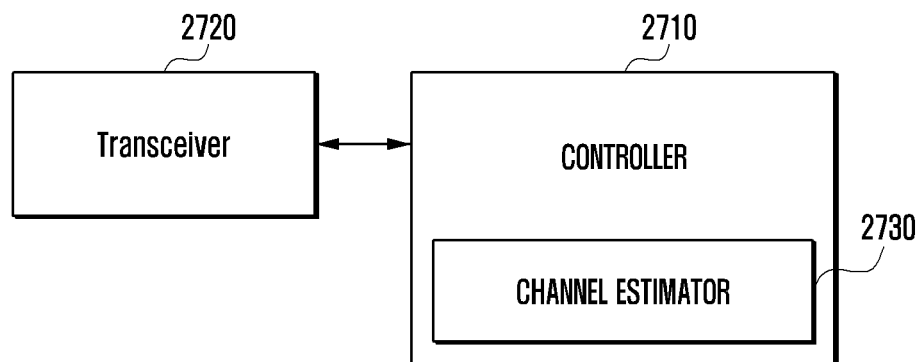 2720
2710
Transceiver
CONTROLLER
2730
CHANNEL ESTIMATOR